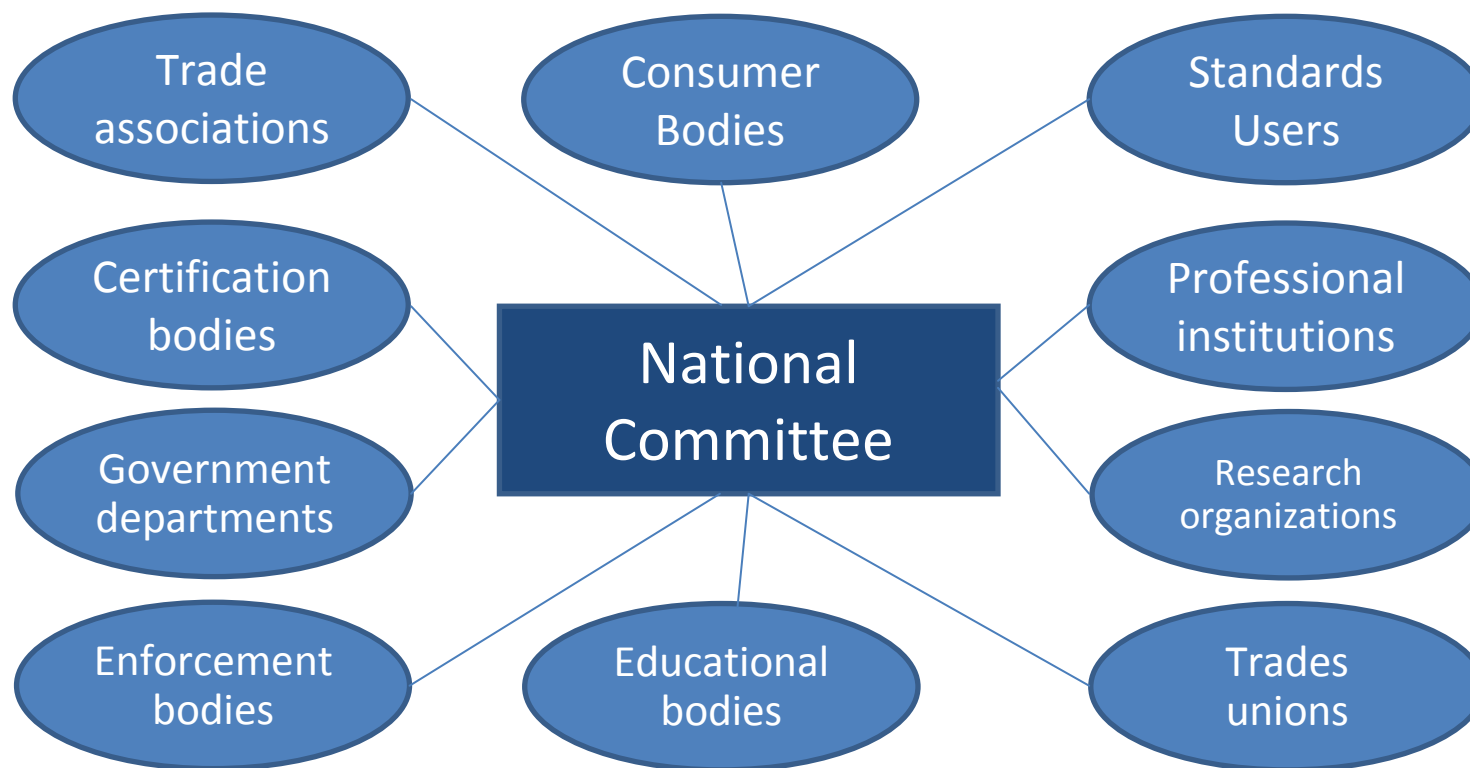 Trade
associations
Consumer
Bodies
Standards
Users
Certification
bodies
National
Committee
Professional
institutions
Government
departments
Research
organizations
Enforcement
bodies
Educational
bodies
Trades
unions